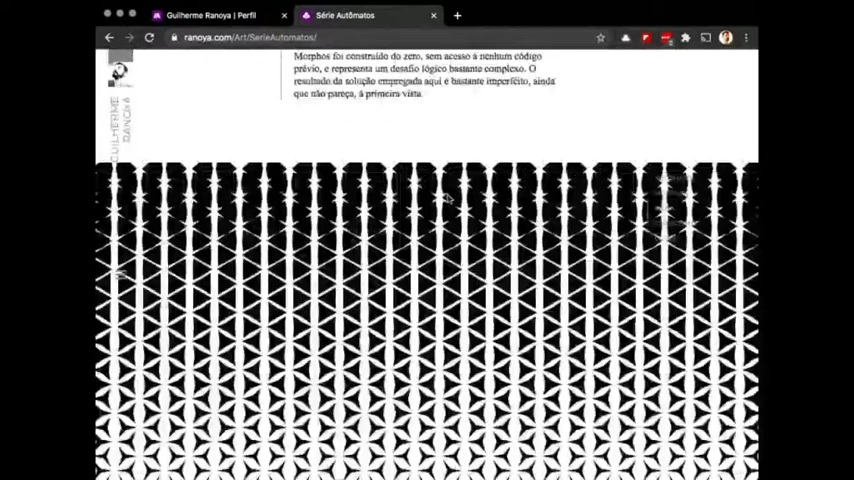 Guilherme Ranoya | Perfil
Série Autômatos
ranoya.com/Art/SerieAutomatos/
Morphos foi construído do zero, sem acesso à nenhum código
prévio, e representa um desafio lógico bastante complexo. O
resultado da solução empregada aqui é bastante imperfeito, ainda
que não pareça, à primeira vista.
GUILHERME
RANOYA